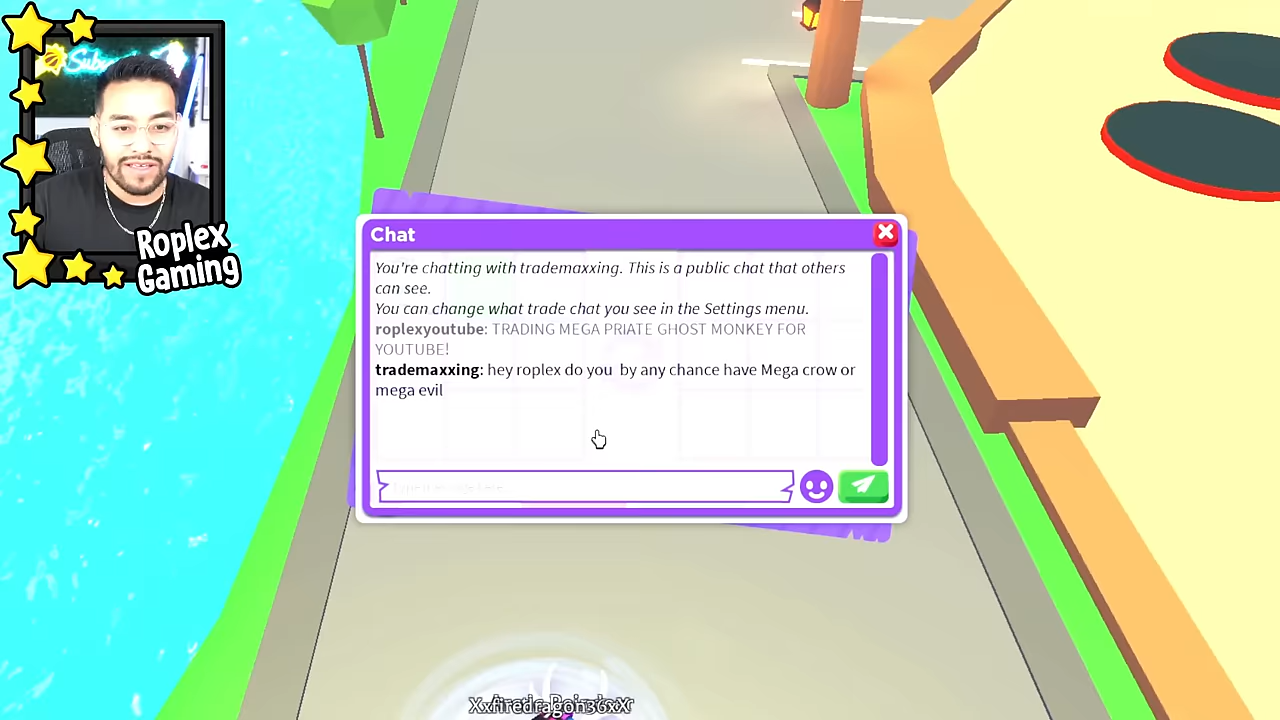 Subs
Roplex
Gaming
Chat
You're chatting with trademaxxing. This is a public chat that others
can see.
You can change what trade chat you see in the Settings menu.
roplexyoutube: TRADING MEGA PRIATE GHOST MONKEY FOR
YOUTUBE!
trademaxxing: hey roplex do you by any chance have Mega crow or
mega evil